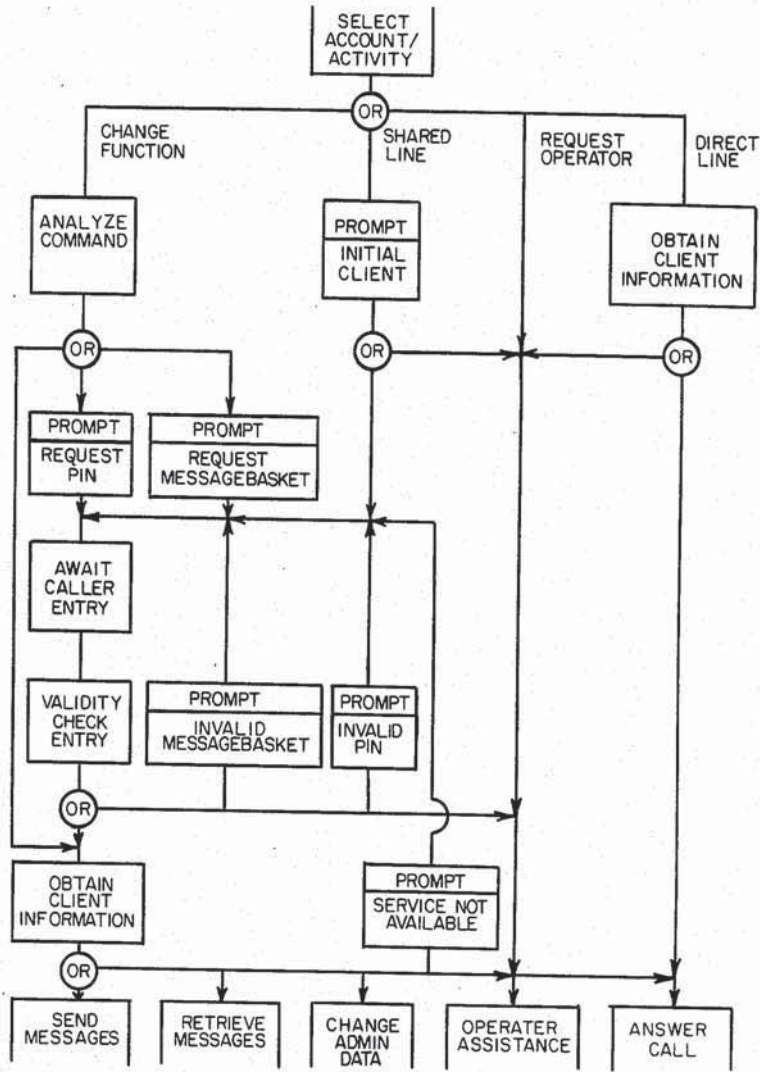 SELECT
ACCOUNT/
ACTIVITY
OR
CHANGE
FUNCTION
SHARED
LINE
REQUEST
OPERATOR
DIRECT
LINE
ANALYZE
COMMAND
PROMPT
INITIAL
CLIENT
OBTAIN
CLIENT
INFORMATION
OR
OR
OR
PROMPT
REQUEST
PIN
PROMPT
REQUEST
MESSAGEBASKET
AWAIT
CALLER
ENTRY
VALIDITY
CHECK
ENTRY
PROMPT
INVALID
MESSAGEBASKET
PROMPT
INVALID
PIN
OR
OBTAIN
CLIENT
INFORMATION
PROMPT
SERVICE NOT
AVAILABLE
OR
SEND
MESSAGES
RETRIEVE
MESSAGES
CHANGE
ADMIN
DATA
OPERATER
ASSISTANCE
ANSWER
CALL